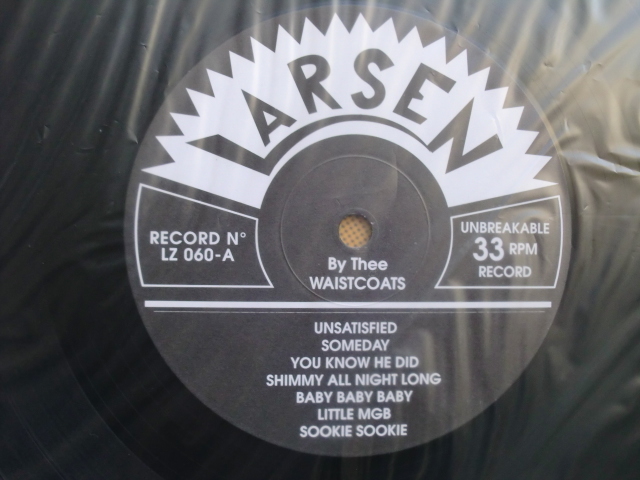 LARSEN
RECORD N°
LZ 060-A
UNBREAKABLE
33 RPM
RECORD
By Thee
WAISTCOATS
UNSATISFIED
SOMEDAY
YOU KNOW HE DID
SHIMMY ALL NIGHT LONG
BABY BABY BABY
LITTLE MGB
SOOKIE SOOKIE